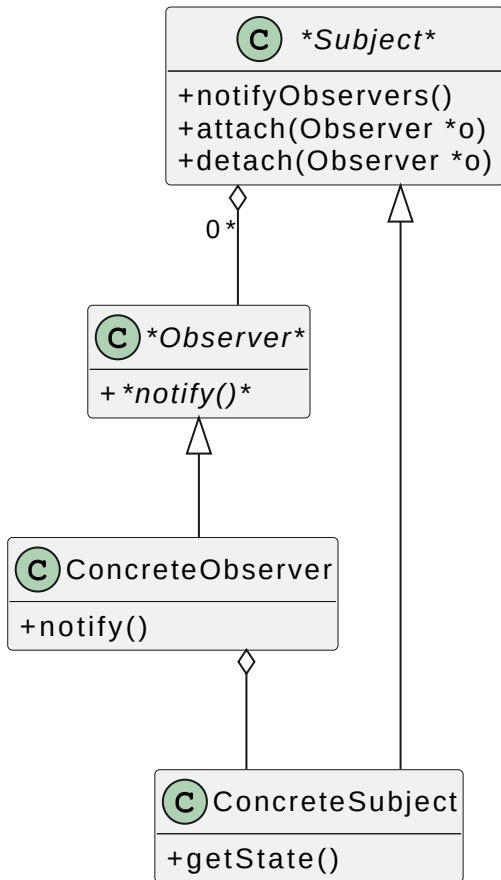 C *Subject*
+notifyObservers()
+attach(Observer *o)
+detach(Observer *o)
0*
C *Observer*
+*notify()*
C ConcreteObserver
+notify()
C ConcreteSubject
+getState()